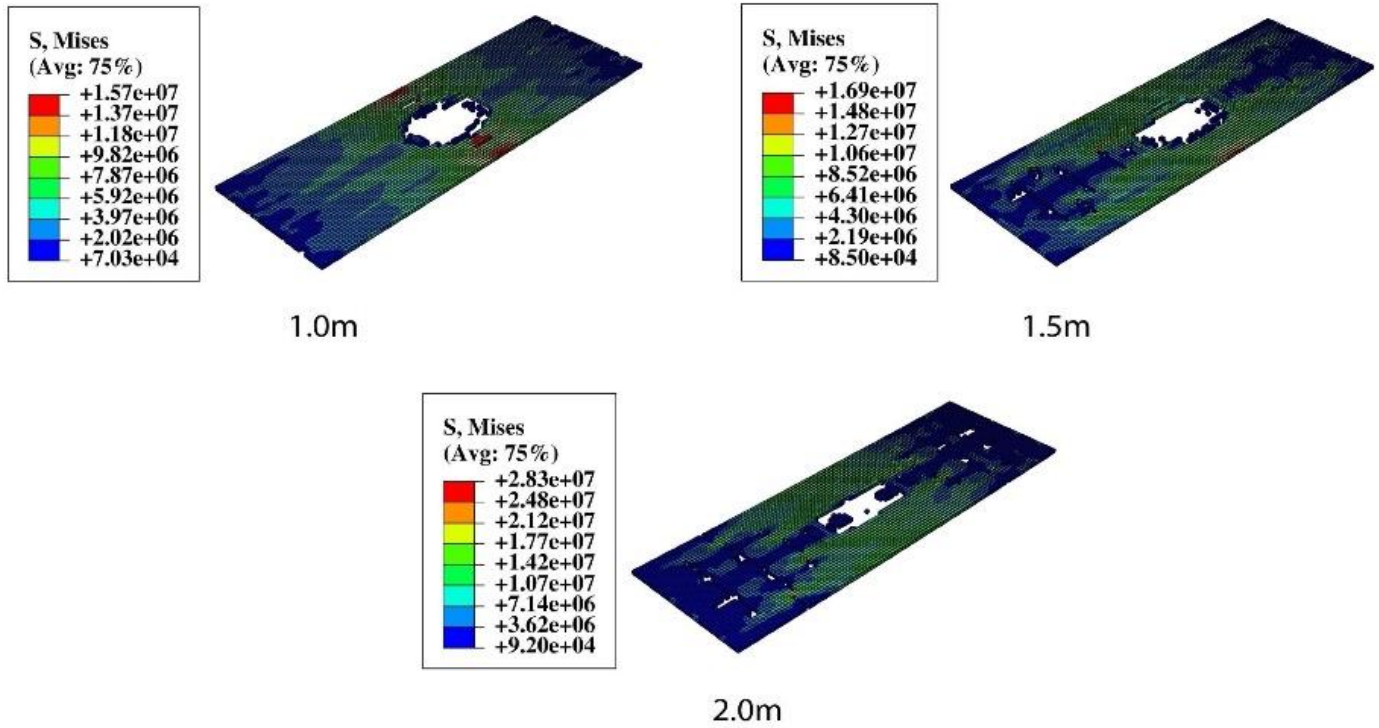 S, Mises
(Avg: 75%)
+1.57e+07
+1.37e+07
+1.18e+07
+9.82e+06
+7.87e+06
+5.92e+06
+3.97e+06
+2.02e+06
+7.03e+04
1.0m
S, Mises
(Avg: 75%)
+1.69e+07
+1.48e+07
+1.27e+07
+1.06e+07
+8.52e+06
+6.41e+06
+4.30e+06
+2.19e+06
+8.50e+04
1.5m
S, Mises
(Avg: 75%)
+2.83e+07
+2.48e+07
+2.12e+07
+1.77e+07
+1.42e+07
+1.07e+07
+7.14e+06
+3.62e+06
+9.20e+04
2.0m